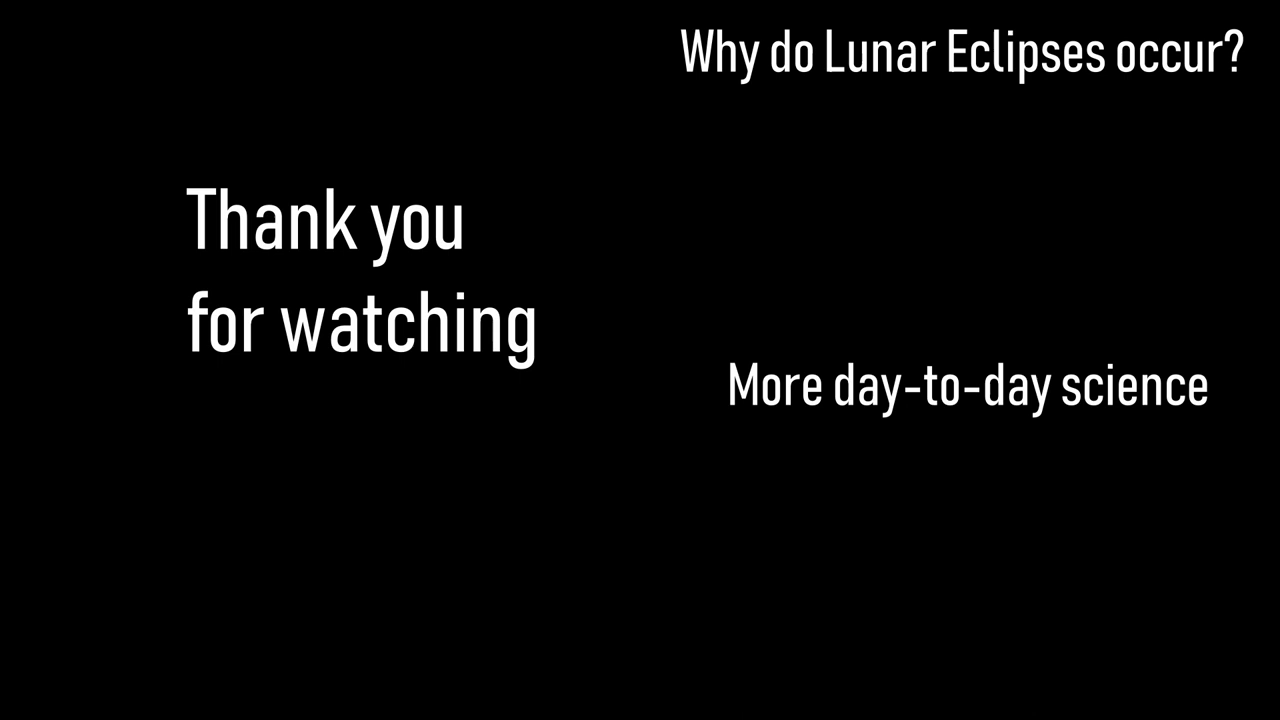 Why do Lunar Eclipses occur?
Thank you
for watching
More day-to-day science